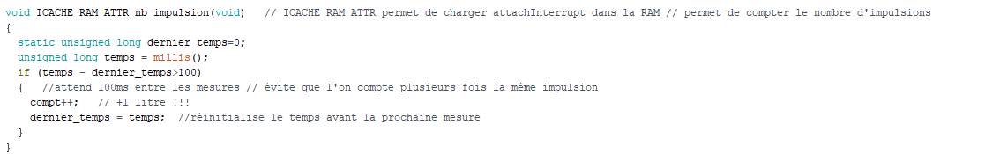 void ICACHE_RAM_ATTR nb_impulsion(void)   // ICACHE_RAM_ATTR permet de charger attachInterrupt dans la RAM // permet de compter le nombre d'impulsions
{
  static unsigned long dernier_temps=0;
  unsigned long temps = millis();
  if (temps - dernier_temps>100)
  {   //attend 100ms entre les mesures // évite que l'on compte plusieurs fois la même impulsion
    compt++;   // +1 litre !!!
    dernier_temps = temps;  //réinitialise le temps avant la prochaine mesure
  }
}